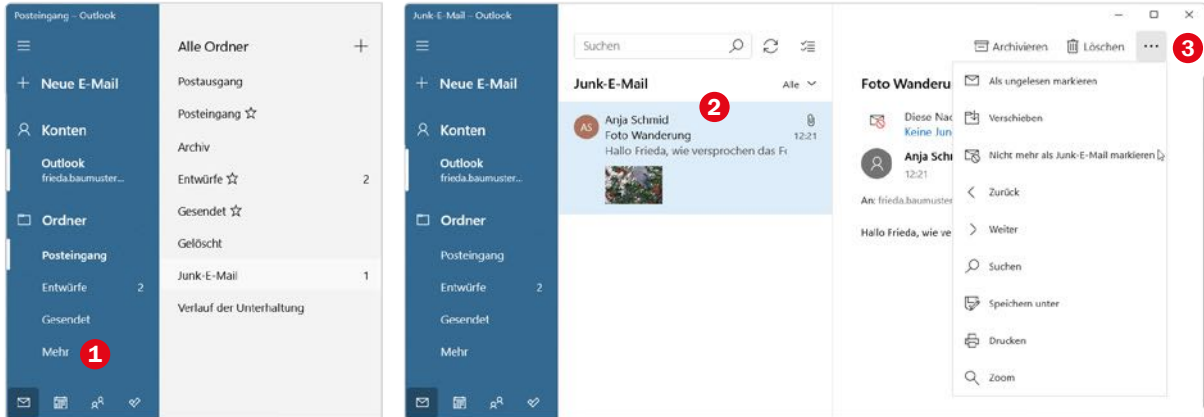 Posteingang – Outlook
Alle Ordner
Neue E-Mail
Postausgang
Posteingang
Konten
Archiv
Outlook
frieda.baumuster...
Entwürfe 2
Gesendet
Ordner
Gelöscht
Posteingang
Junk-E-Mail 1
Entwürfe 2
Verlauf der Unterhaltung
Gesendet
Mehr 1
Junk-E-Mail – Outlook
Neue E-Mail
Konten
Outlook
frieda.baumuster...
Ordner
Posteingang
Entwürfe 2
Gesendet
Mehr
Suchen
Junk-E-Mail Alle
2
AS
Anja Schmid
Foto Wanderung 12:21
Hallo Frieda, wie versprochen das
Archivieren Löschen ... 3
Foto Wanderu
Diese Nac
Keine Jun
Anja Schm
12:21
An: frieda.baumuster
Hallo Frieda, wie ve
Als ungelesen markieren
Verschieben
Nicht mehr als Junk-E-Mail markieren
Zurück
Weiter
Suchen
Speichern unter
Drucken
Zoom